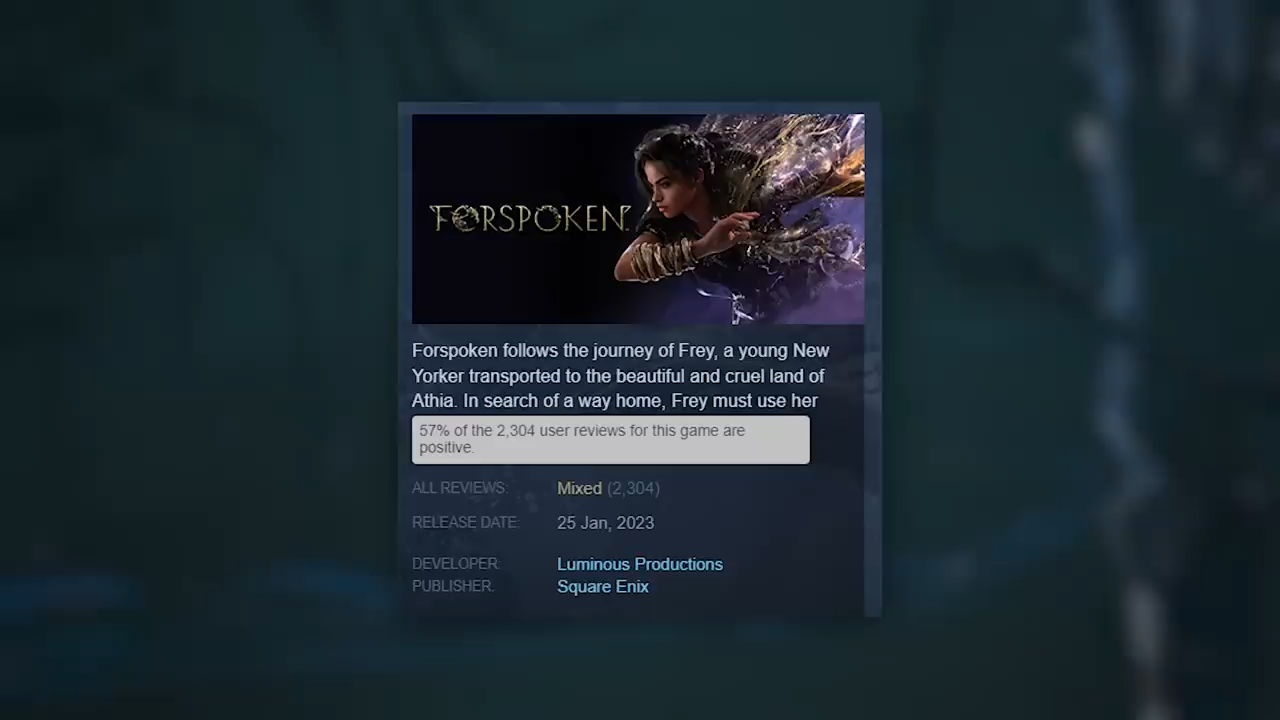 FORSPOKEN
Forspoken follows the journey of Frey, a young New
Yorker transported to the beautiful and cruel land of
Athia. In search of a way home, Frey must use her
57% of the 2,304 user reviews for this game are
positive.
ALL REVIEWS: Mixed (2,304)
RELEASE DATE: 25 Jan, 2023
DEVELOPER: Luminous Productions
PUBLISHER: Square Enix